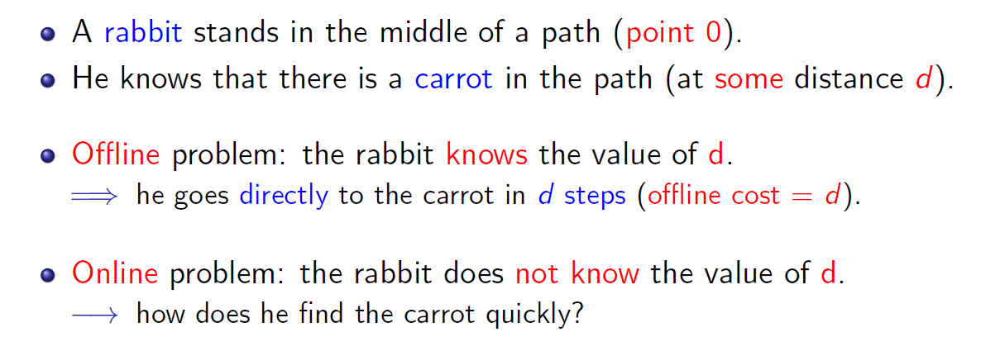 • A rabbit stands in the middle of a path (point 0).
• He knows that there is a carrot in the path (at some distance d).
• Offline problem: the rabbit knows the value of d.
⟹ he goes directly to the carrot in d steps (offline cost = d).
• Online problem: the rabbit does not know the value of d.
⟶ how does he find the carrot quickly?